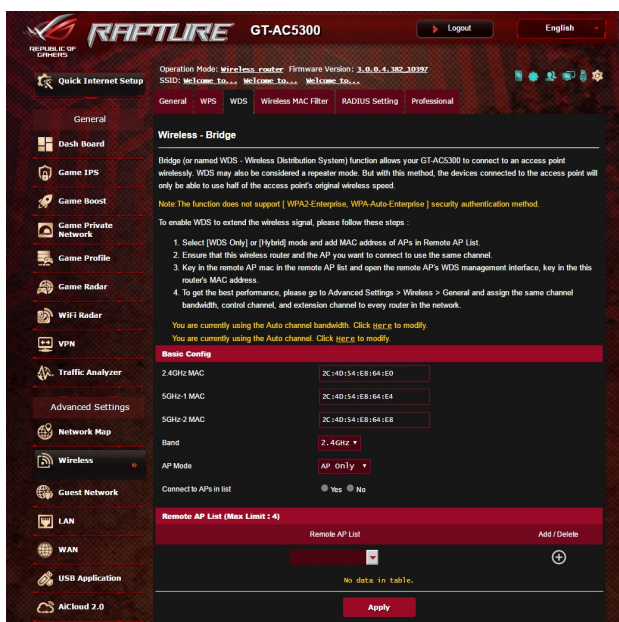 REPUBLIC OF
GAMERS
RAPTURE
GT-AC5300
Logout
English
Quick Internet Setup
Operation Mode: Wireless router Firmware Version: 3.0.0.4.382_10397
SSID: Welcome to... Welcome to... Welcome to...
General WPS WDS Wireless MAC Filter RADIUS Setting Professional
General
Dash Board
Game IPS
Game Boost
Game Private
Network
Game Profile
Game Radar
WiFi Radar
VPN
Traffic Analyzer
Advanced Settings
Network Map
Wireless
Guest Network
LAN
WAN
USB Application
AiCloud 2.0
Wireless - Bridge
Bridge (or named WDS - Wireless Distribution System) function allows your GT-AC5300 to connect to an access point
wirelessly. WDS may also be considered a repeater mode. But with this method, the devices connected to the access point will
only be able to use half of the access point's original wireless speed.
Note:The function does not support [ WPA2-Enterprise, WPA-Auto-Enterprise ] security authentication method.
To enable WDS to extend the wireless signal, please follow these steps :
1. Select [WDS Only] or [Hybrid] mode and add MAC address of APs in Remote AP List.
2. Ensure that this wireless router and the AP you want to connect to use the same channel.
3. Key in the remote AP mac in the remote AP list and open the remote AP's WDS management interface, key in the this
router's MAC address.
4. To get the best performance, please go to Advanced Settings > Wireless > General and assign the same channel
bandwidth, control channel, and extension channel to every router in the network.
You are currently using the Auto channel bandwidth. Click Here to modify.
You are currently using the Auto channel. Click Here to modify.
Basic Config
2.4GHz MAC 2C:4D:54:E8:64:E0
5GHz-1 MAC 2C:4D:54:E8:64:E4
5GHz-2 MAC 2C:4D:54:E8:64:E8
Band 2.4GHz
AP Mode AP Only
Connect to APs in list Yes No
Remote AP List (Max Limit : 4)
Remote AP List Add / Delete
No data in table.
Apply